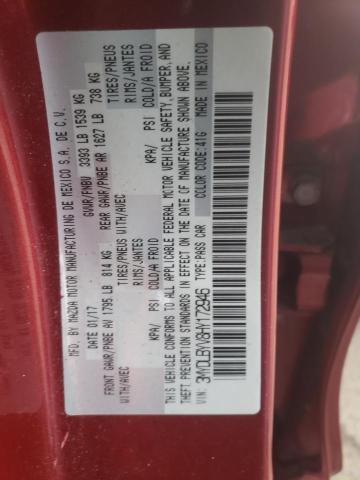 MFD. BY MAZDA MOTOR MANUFACTURING DE MEXICO S.A. DE C.V.
DATE: 01/17 GVWR/PNBV 3393 LB 1539 KG
FRONT GAWR/PNBE AV 1795 LB 814 KG REAR GAWR/PNBE AR 1627 LB 738 KG
WITH/AVEC TIRES/PNEUS WITH/AVEC TIRES/PNEUS
RIMS/JANTES RIMS/JANTES
KPA/ PSI COLD/A FROID KPA/ PSI COLD/A FROID
THIS VEHICLE CONFORMS TO ALL APPLICABLE FEDERAL MOTOR VEHICLE SAFETY, BUMPER, AND
THEFT PREVENTION STANDARDS IN EFFECT ON THE DATE OF MANUFACTURE SHOWN ABOVE.
VIN: TYPE: PASS CAR COLOR CODE: 41G MADE IN MEXICO